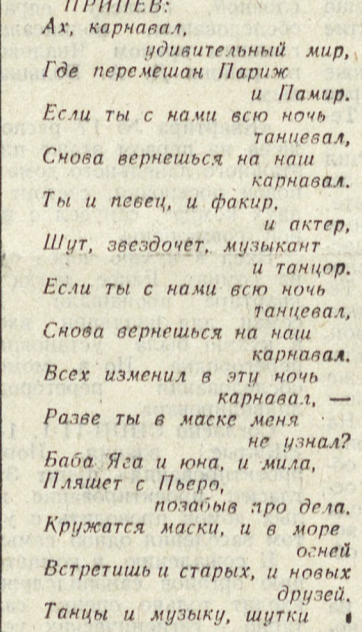 ПРИПЕВ:
Ах, карнавал,
удивительный мир,
Где перемешан Париж
и Памир.
Если ты с нами всю ночь
танцевал,
Снова вернешься на наш
карнавал.
Ты и певец, и факир,
и актер,
Шут, звездочет, музыкант
и танцор.
Если ты с нами всю ночь
танцевал,
Снова вернешься на наш
карнавал.
Всех изменил в эту ночь
карнавал, —
Разве ты в маске меня
не узнал?
Баба Яга и юна, и мила,
Пляшет с Пьеро,
позабыв про дела.
Кружатся маски, и в море
огней
Встретишь и старых, и новых
друзей.
Танцы и музыку, шутки